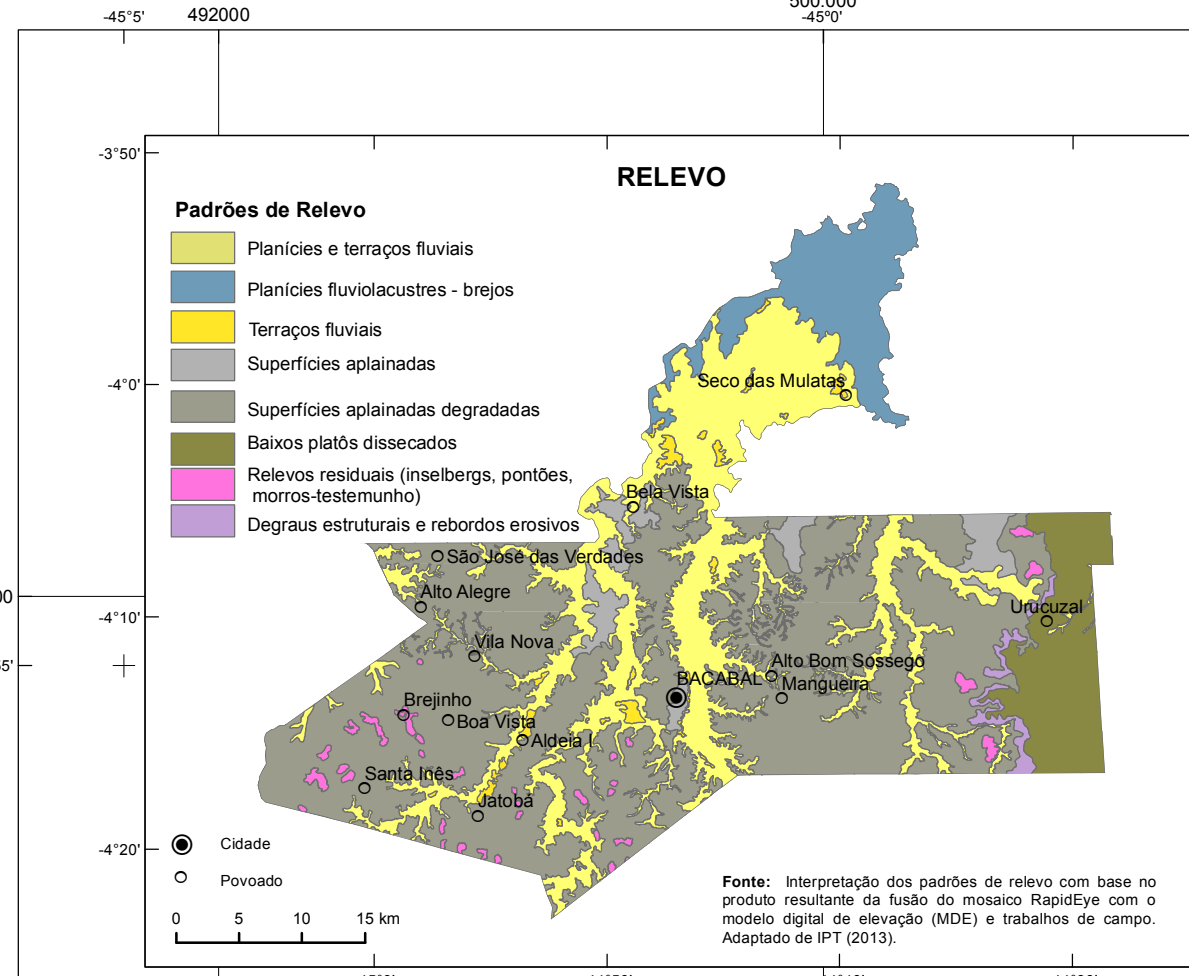 -45°5'
492000
500.000
-45°0'
-3°50'
RELEVO
Padrões de Relevo
Planícies e terraços fluviais
Planícies fluviolacustres - brejos
Terraços fluviais
Superfícies aplainadas
Superfícies aplainadas degradadas
Baixos platôs dissecados
Relevos residuais (inselbergs, pontões,
morros-testemunho)
Degraus estruturais e rebordos erosivos
-4°0'
Seco das Mulatas
Bela Vista
São José das Verdades
Alto Alegre
00
-4°10'
Urucuzal
Vila Nova
5'
Alto Bom Sossego
BACABAL
Mangueira
Brejinho
Boa Vista
Aldeia I
Santa Inês
Jatobá
-4°20'
Cidade
Povoado
0 5 10 15 km
Fonte: Interpretação dos padrões de relevo com base no
produto resultante da fusão do mosaico RapidEye com o
modelo digital de elevação (MDE) e trabalhos de campo.
Adaptado de IPT (2013).